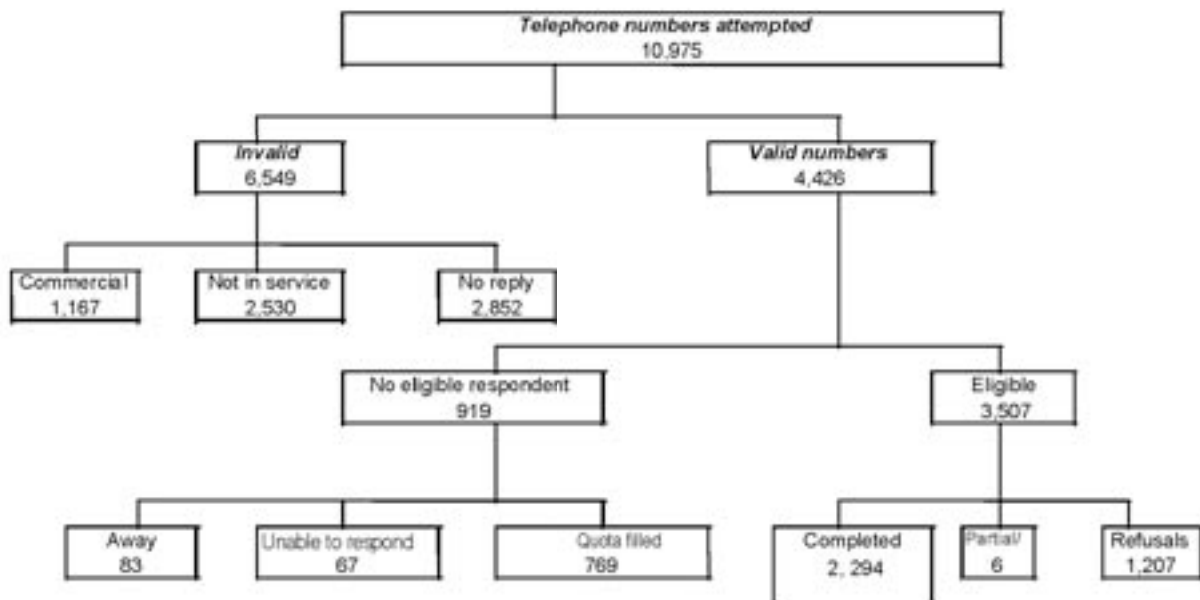 Telephone numbers attempted
10,975
Invalid
6,549
Valid numbers
4,426
Commercial
1,167
Not in service
2,530
No reply
2,852
No eligible respondent
919
Eligible
3,507
Away
83
Unable to respond
67
Quota filled
769
Completed
2, 294
Partial/
6
Refusals
1,207